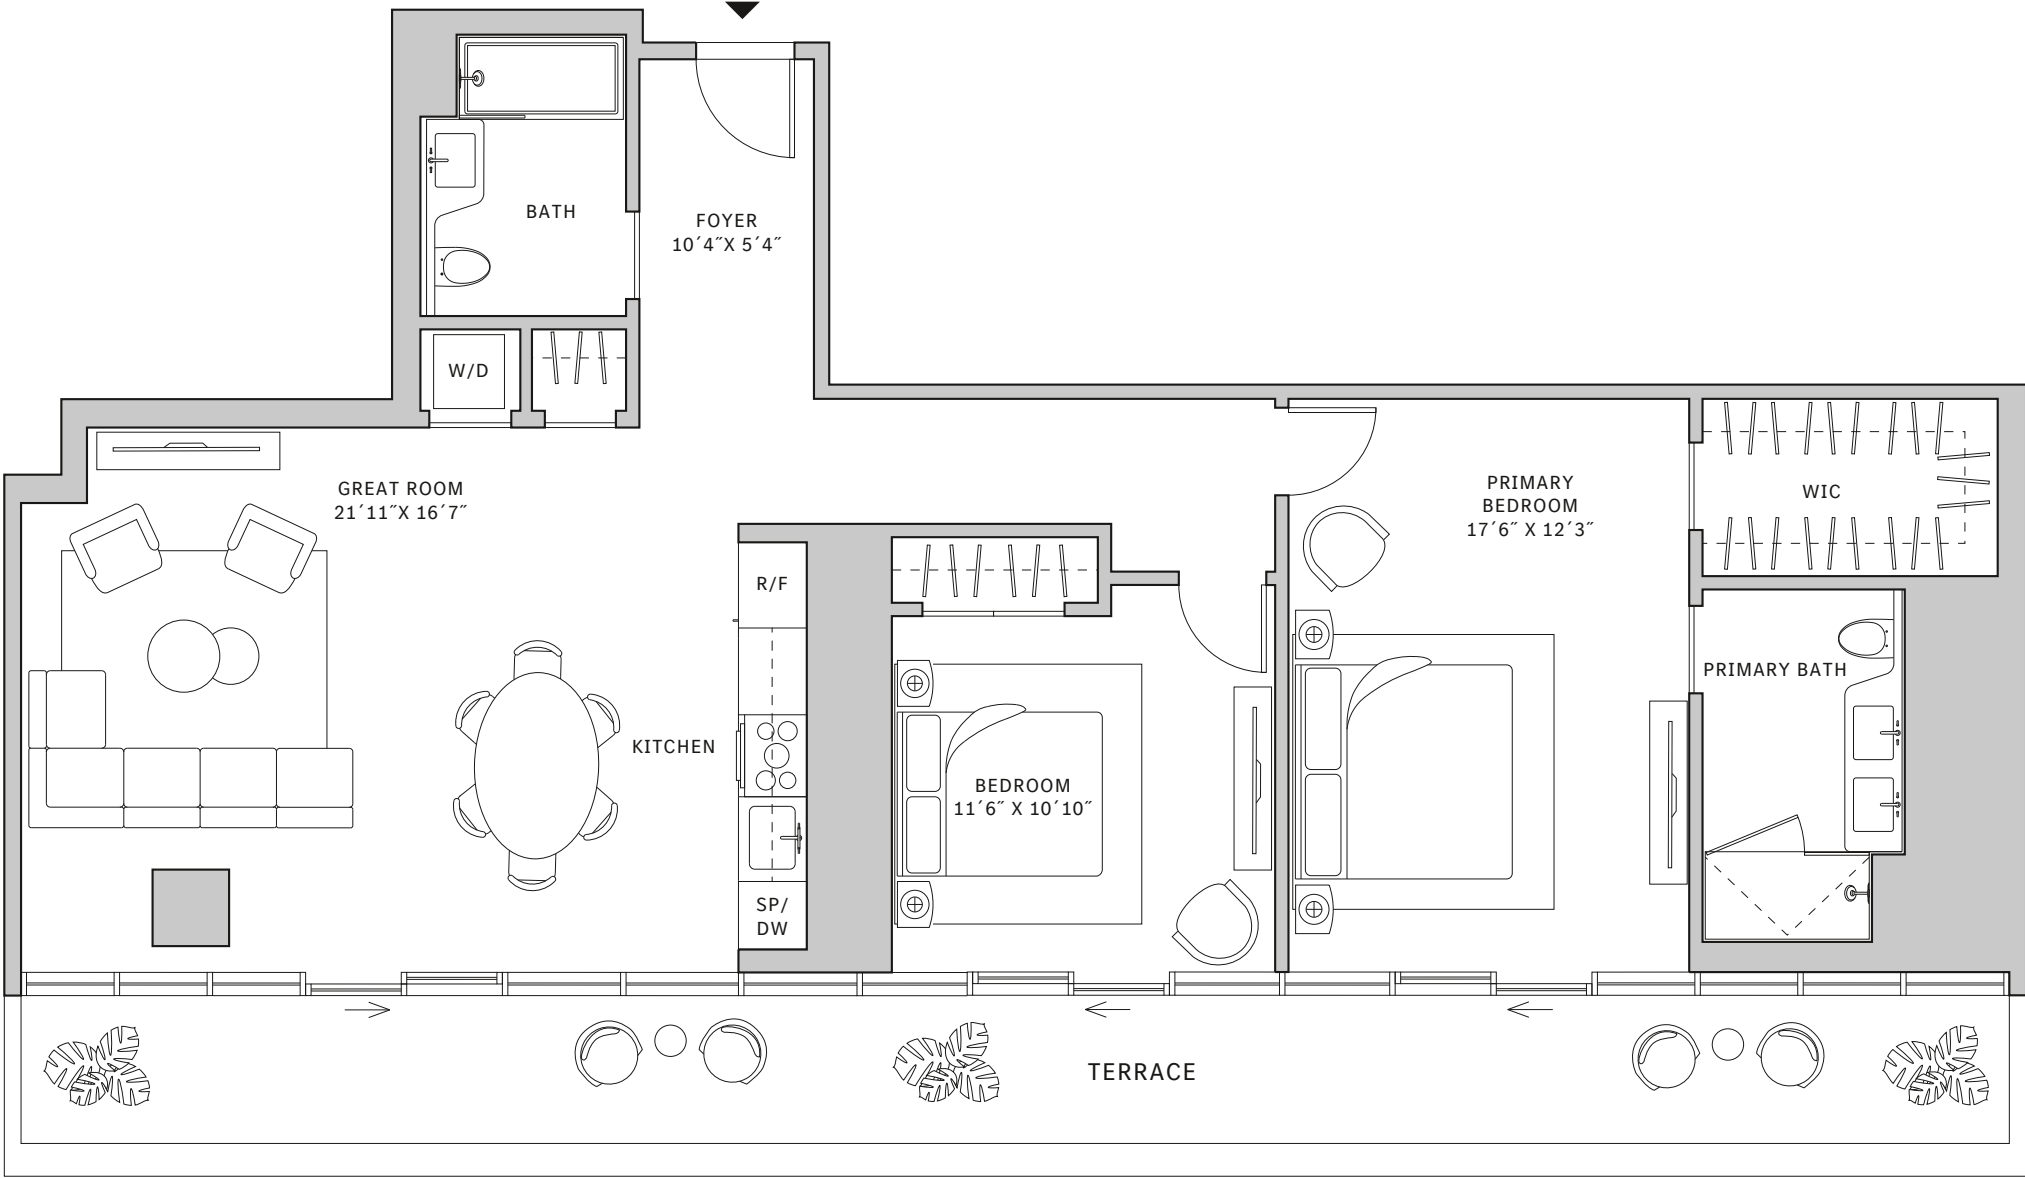 BATH
FOYER
10´4˝X 5´4˝
W/D
GREAT ROOM
21´11˝X 16´7˝
PRIMARY
BEDROOM
17´6˝ X 12´3˝
WIC
R/F
PRIMARY BATH
KITCHEN
BEDROOM
11´6˝ X 10´10˝
SP/
DW
TERRACE